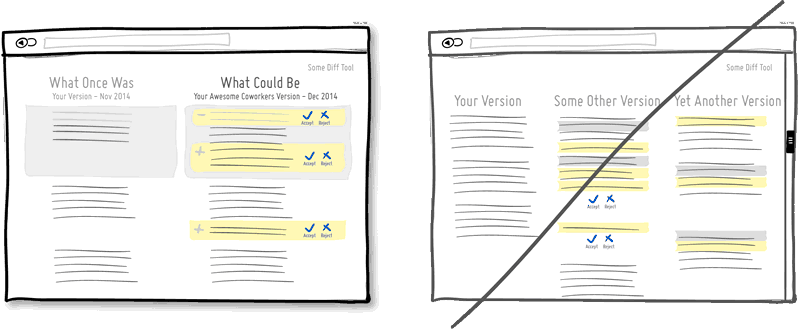 Some Diff Tool
What Once Was
Your Version – Nov 2014
What Could Be
Your Awesome Coworkers Version – Dec 2014
Accept Reject
Accept Reject
Accept Reject
Some Diff Tool
Your Version
Some Other Version
Yet Another Version
Accept Reject
Accept Reject